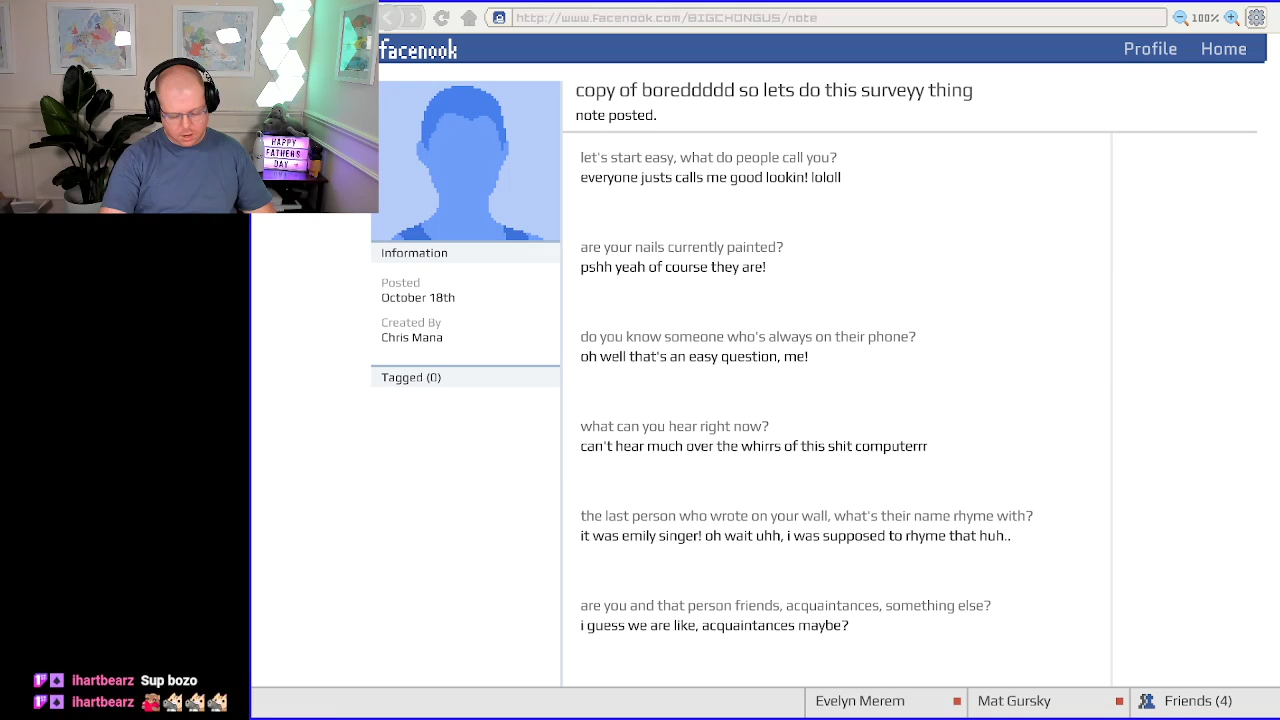 http://www.Facenook.com/BIGCHONGUS/note
100%
facenook
Profile Home
copy of boreddddd so lets do this surveyy thing
note posted.
HAPPY
FATHERS
DAY
let's start easy, what do people call you?
everyone justs calls me good lookin! lololl
are your nails currently painted?
pshh yeah of course they are!
Information
Posted
October 18th
Created By
Chris Mana
Tagged (0)
do you know someone who's always on their phone?
oh well that's an easy question, me!
what can you hear right now?
can't hear much over the whirrs of this shit computerrr
the last person who wrote on your wall, what's their name rhyme with?
it was emily singer! oh wait uhh, i was supposed to rhyme that huh..
are you and that person friends, acquaintances, something else?
i guess we are like, acquaintances maybe?
ihartbearz Sup bozo
ihartbearz
Evelyn Merem
Mat Gursky
Friends (4)